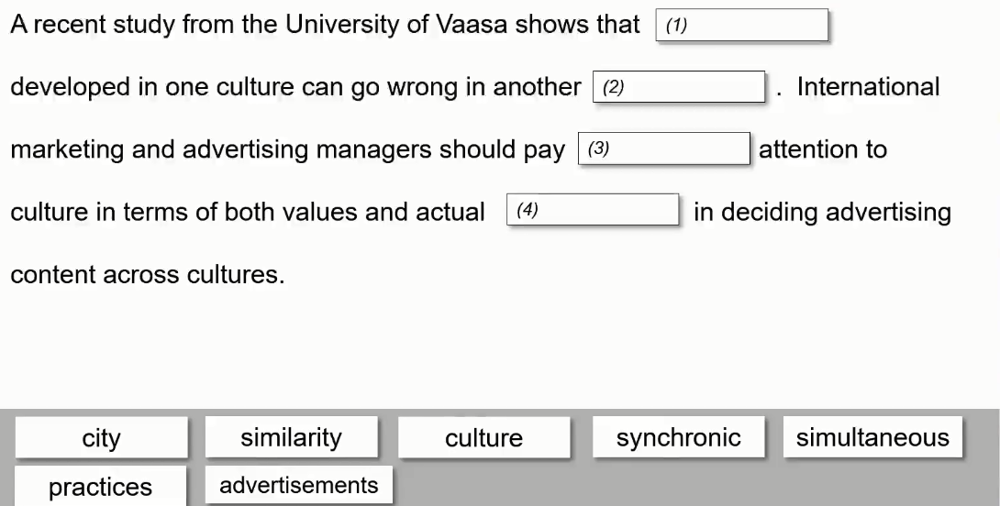 A recent study from the University of Vaasa shows that (1)
developed in one culture can go wrong in another (2) . International
marketing and advertising managers should pay (3) attention to
culture in terms of both values and actual (4) in deciding advertising
content across cultures.
city similarity culture synchronic simultaneous
practices advertisements